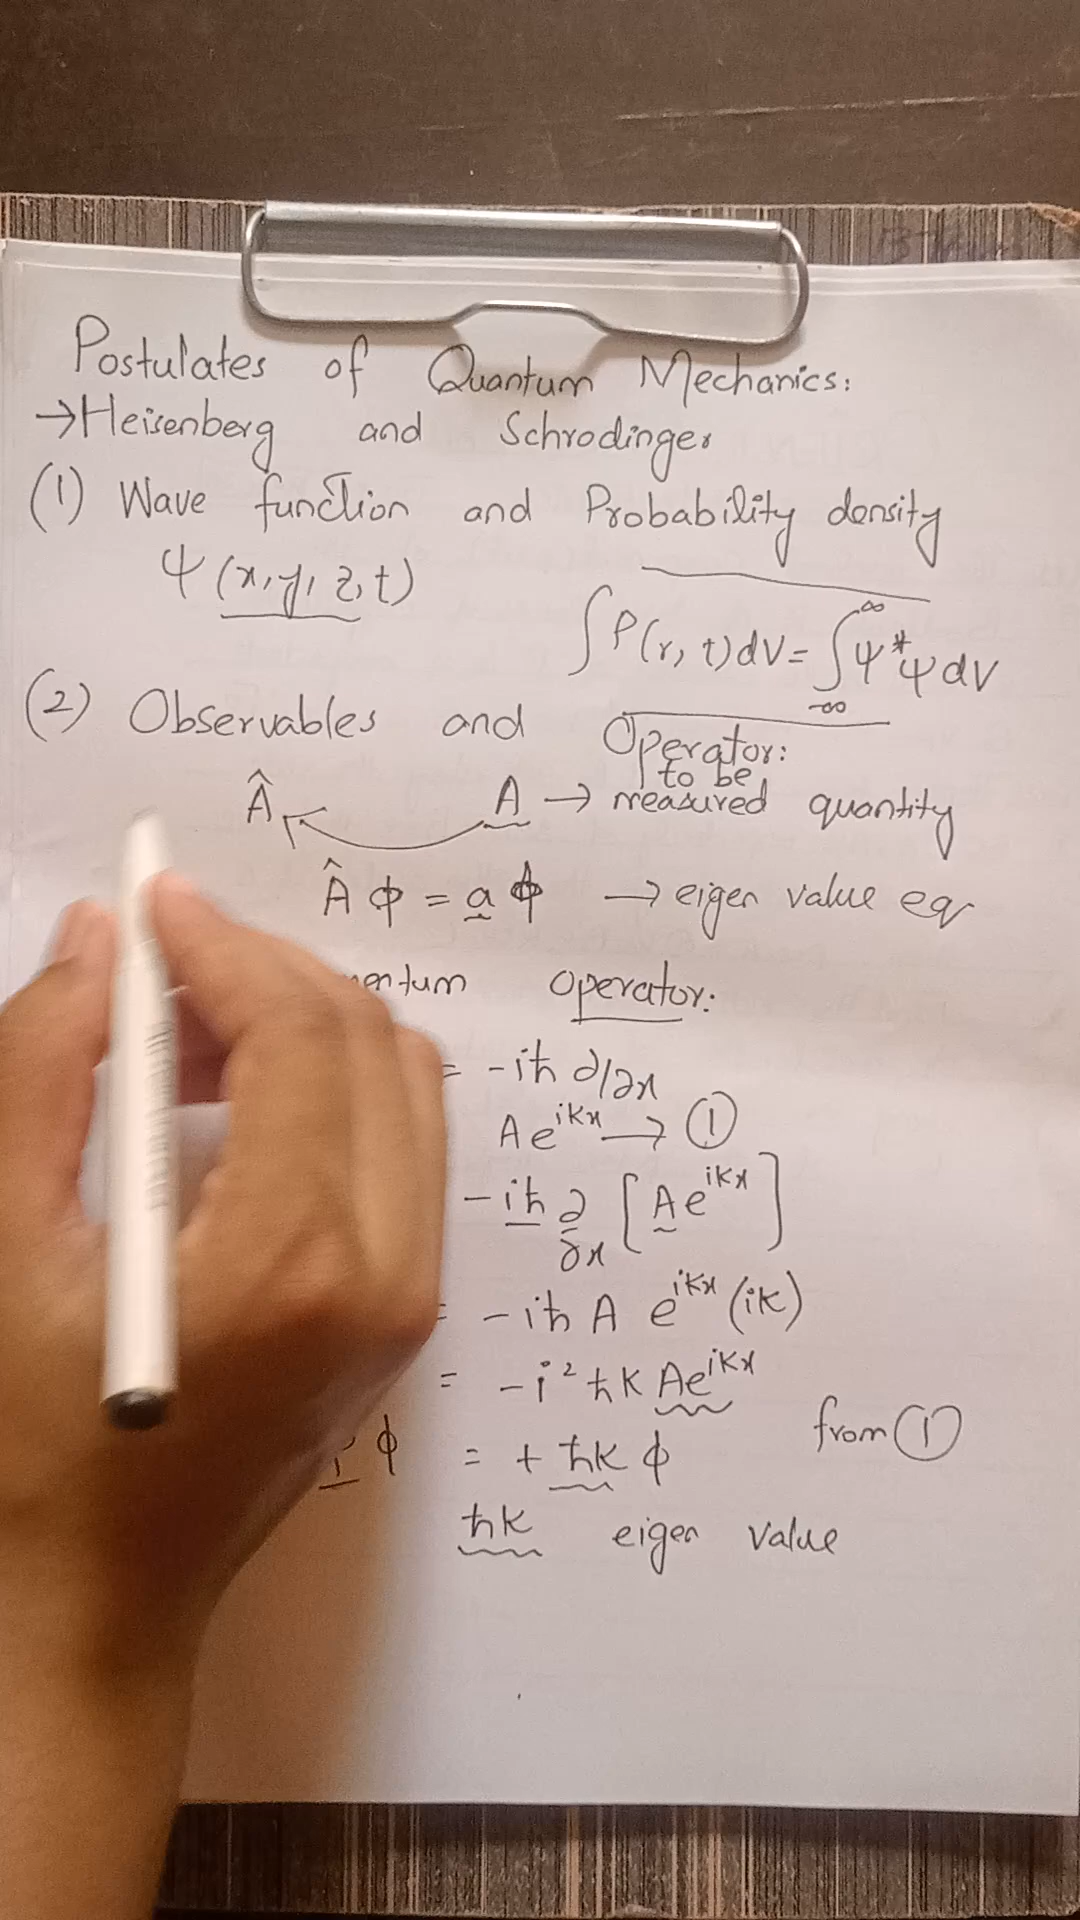 Postulates of Quantum Mechanics:
→Heisenberg and Schrodinger
(1) Wave function and Probability density
Ψ (x, y, z, t)
∫P(r, t)dV = ∫_{-∞}^{∞} Ψ*Ψ dV
(2) Observables and Operator:
Â A → to be measured quantity
Âϕ = aϕ → eigen value eq
operator:
= -iħ ∂/∂x
Ae^{ikx} → ①
-iħ ∂/∂x [Ae^{ikx}]
= -iħ A e^{ikx} (ik)
= -i²ħk Ae^{ikx}
ϕ = + ħk ϕ from ①
ħk eigen value